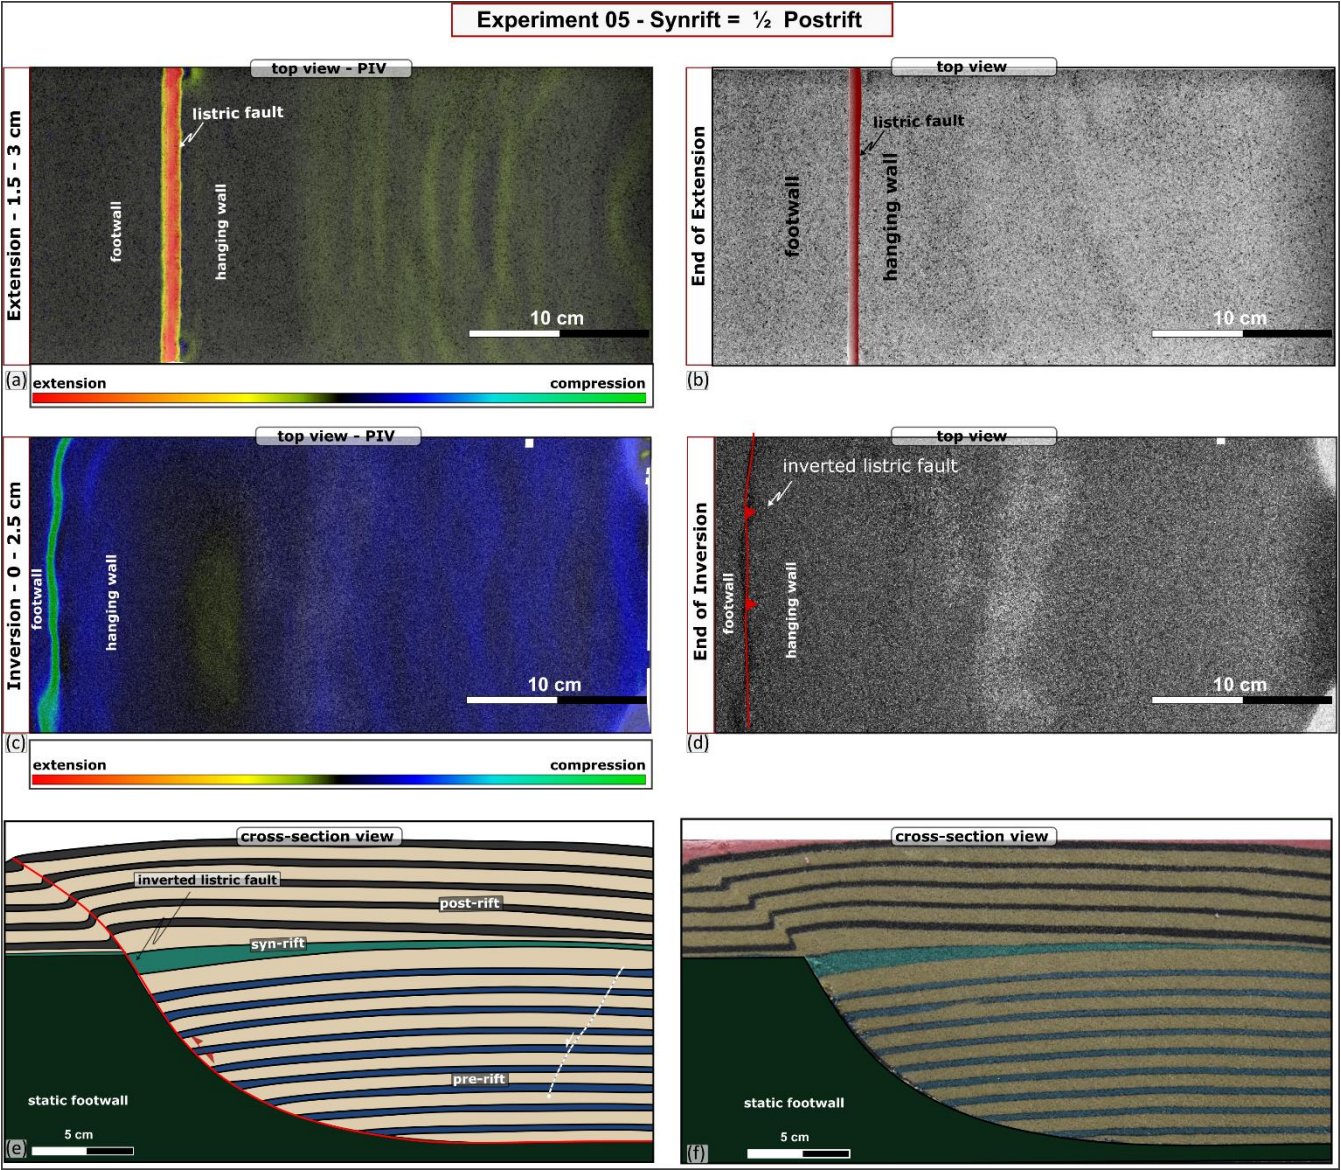 Experiment 05 - Synrift = ½ Postrift
Extension - 1.5 - 3 cm
top view - PIV
listric fault
footwall
hanging wall
10 cm
(a)
extension compression
End of Extension
top view
listric fault
footwall
hanging wall
10 cm
(b)
Inversion - 0 - 2.5 cm
top view - PIV
footwall
hanging wall
10 cm
(c)
extension compression
End of Inversion
top view
inverted listric fault
footwall
hanging wall
10 cm
(d)
cross-section view
inverted listric fault
post-rift
syn-rift
pre-rift
static footwall
5 cm
(e)
cross-section view
static footwall
5 cm
(f)